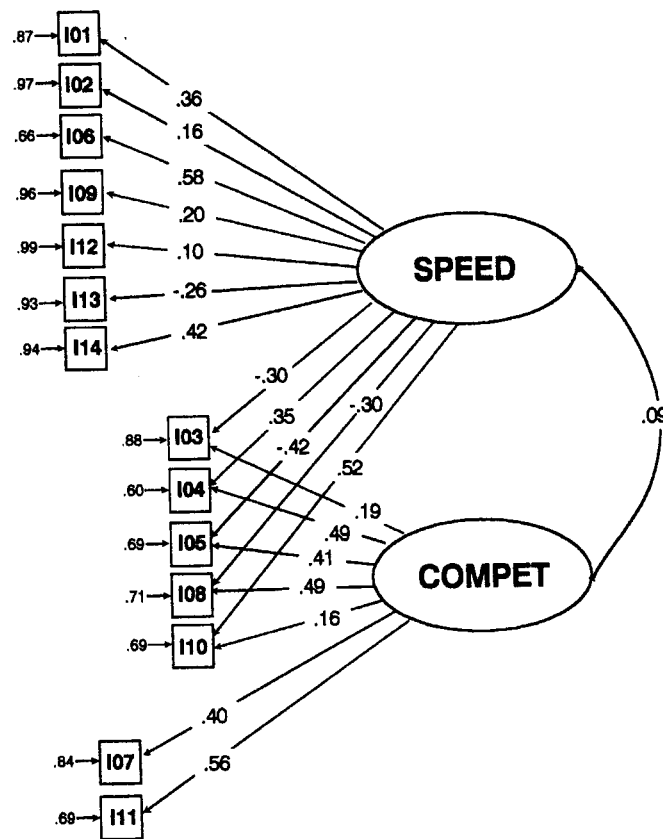 .87 I01
.97 I02
.36
.16
.66 I06
.58
.96 I09
.20
.99 I12
.10
SPEED
.93 I13
-.26
.94 I14
.42
-.30
.35
-.30
.09
.88 I03
-.42
.52
.60 I04
.19
.49
.69 I05
.41
COMPET
.71 I08
.49
.69 I10
.16
.40
.84 I07
.56
.69 I11